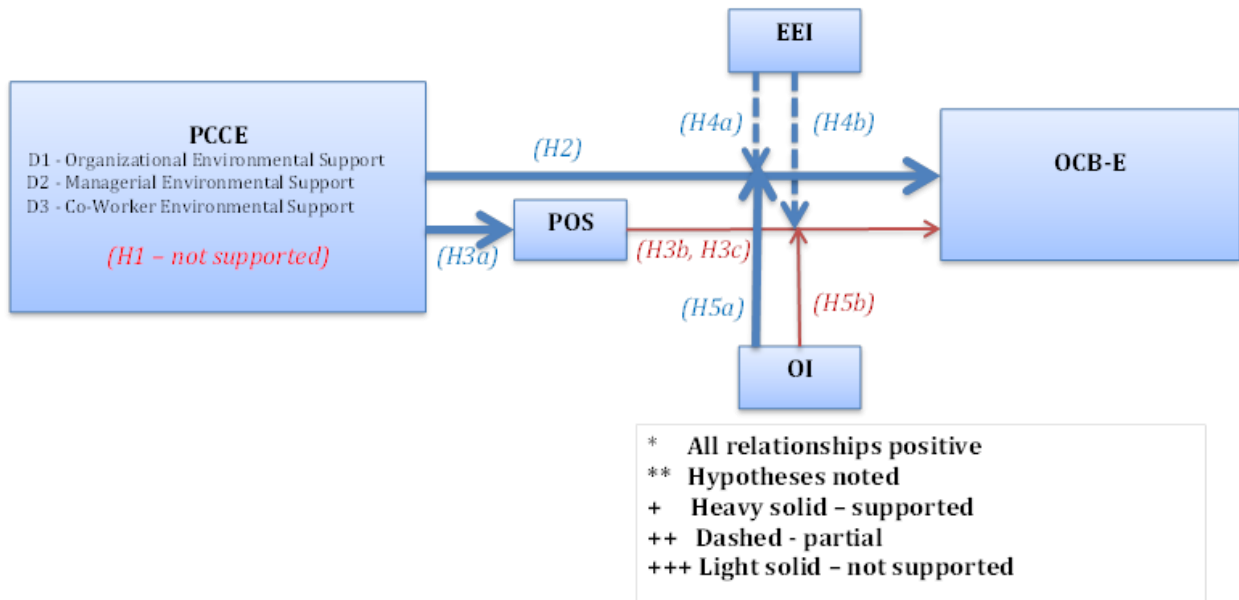 EEI
PCCE
D1 - Organizational Environmental Support
D2 - Managerial Environmental Support
D3 - Co-Worker Environmental Support
(H1 – not supported)
(H2)
(H4a)
(H4b)
OCB-E
(H3a)
POS
(H3b, H3c)
(H5a)
(H5b)
OI
* All relationships positive
** Hypotheses noted
+ Heavy solid – supported
++ Dashed - partial
+++ Light solid – not supported